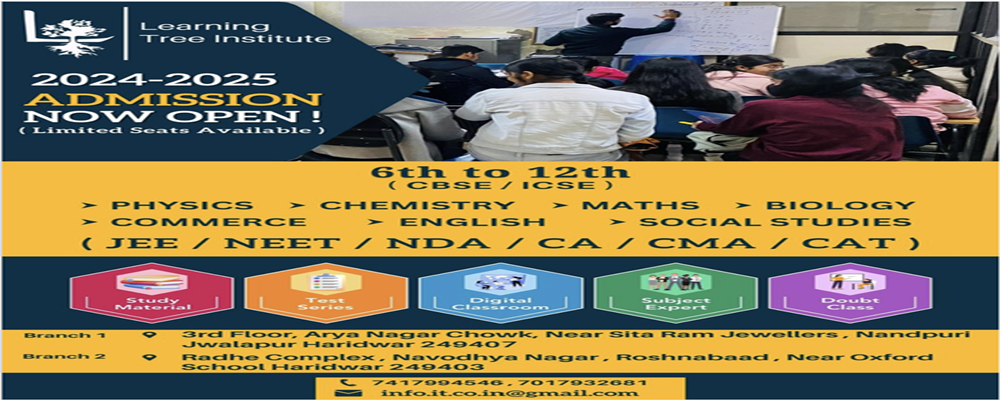 Learning
Tree Institute
2024-2025
ADMISSION
NOW OPEN !
( Limited Seats Available )
6th to 12th
( CBSE / ICSE )
➤ PHYSICS ➤ CHEMISTRY ➤ MATHS ➤ BIOLOGY
➤ COMMERCE ➤ ENGLISH ➤ SOCIAL STUDIES
( JEE / NEET / NDA / CA / CMA / CAT )
Study
Material
Test
Series
Digital
Classroom
Subject
Expert
Doubt
Class
Branch 1 3rd Floor, Arya Nagar Chowk, Near Sita Ram Jewellers , Nandpuri
Jwalapur Haridwar 249407
Branch 2 Radhe Complex , Navodhya Nagar , Roshnabaad , Near Oxford
School Haridwar 249403
7417994546 , 7017932681
info.it.co.in@gmail.com